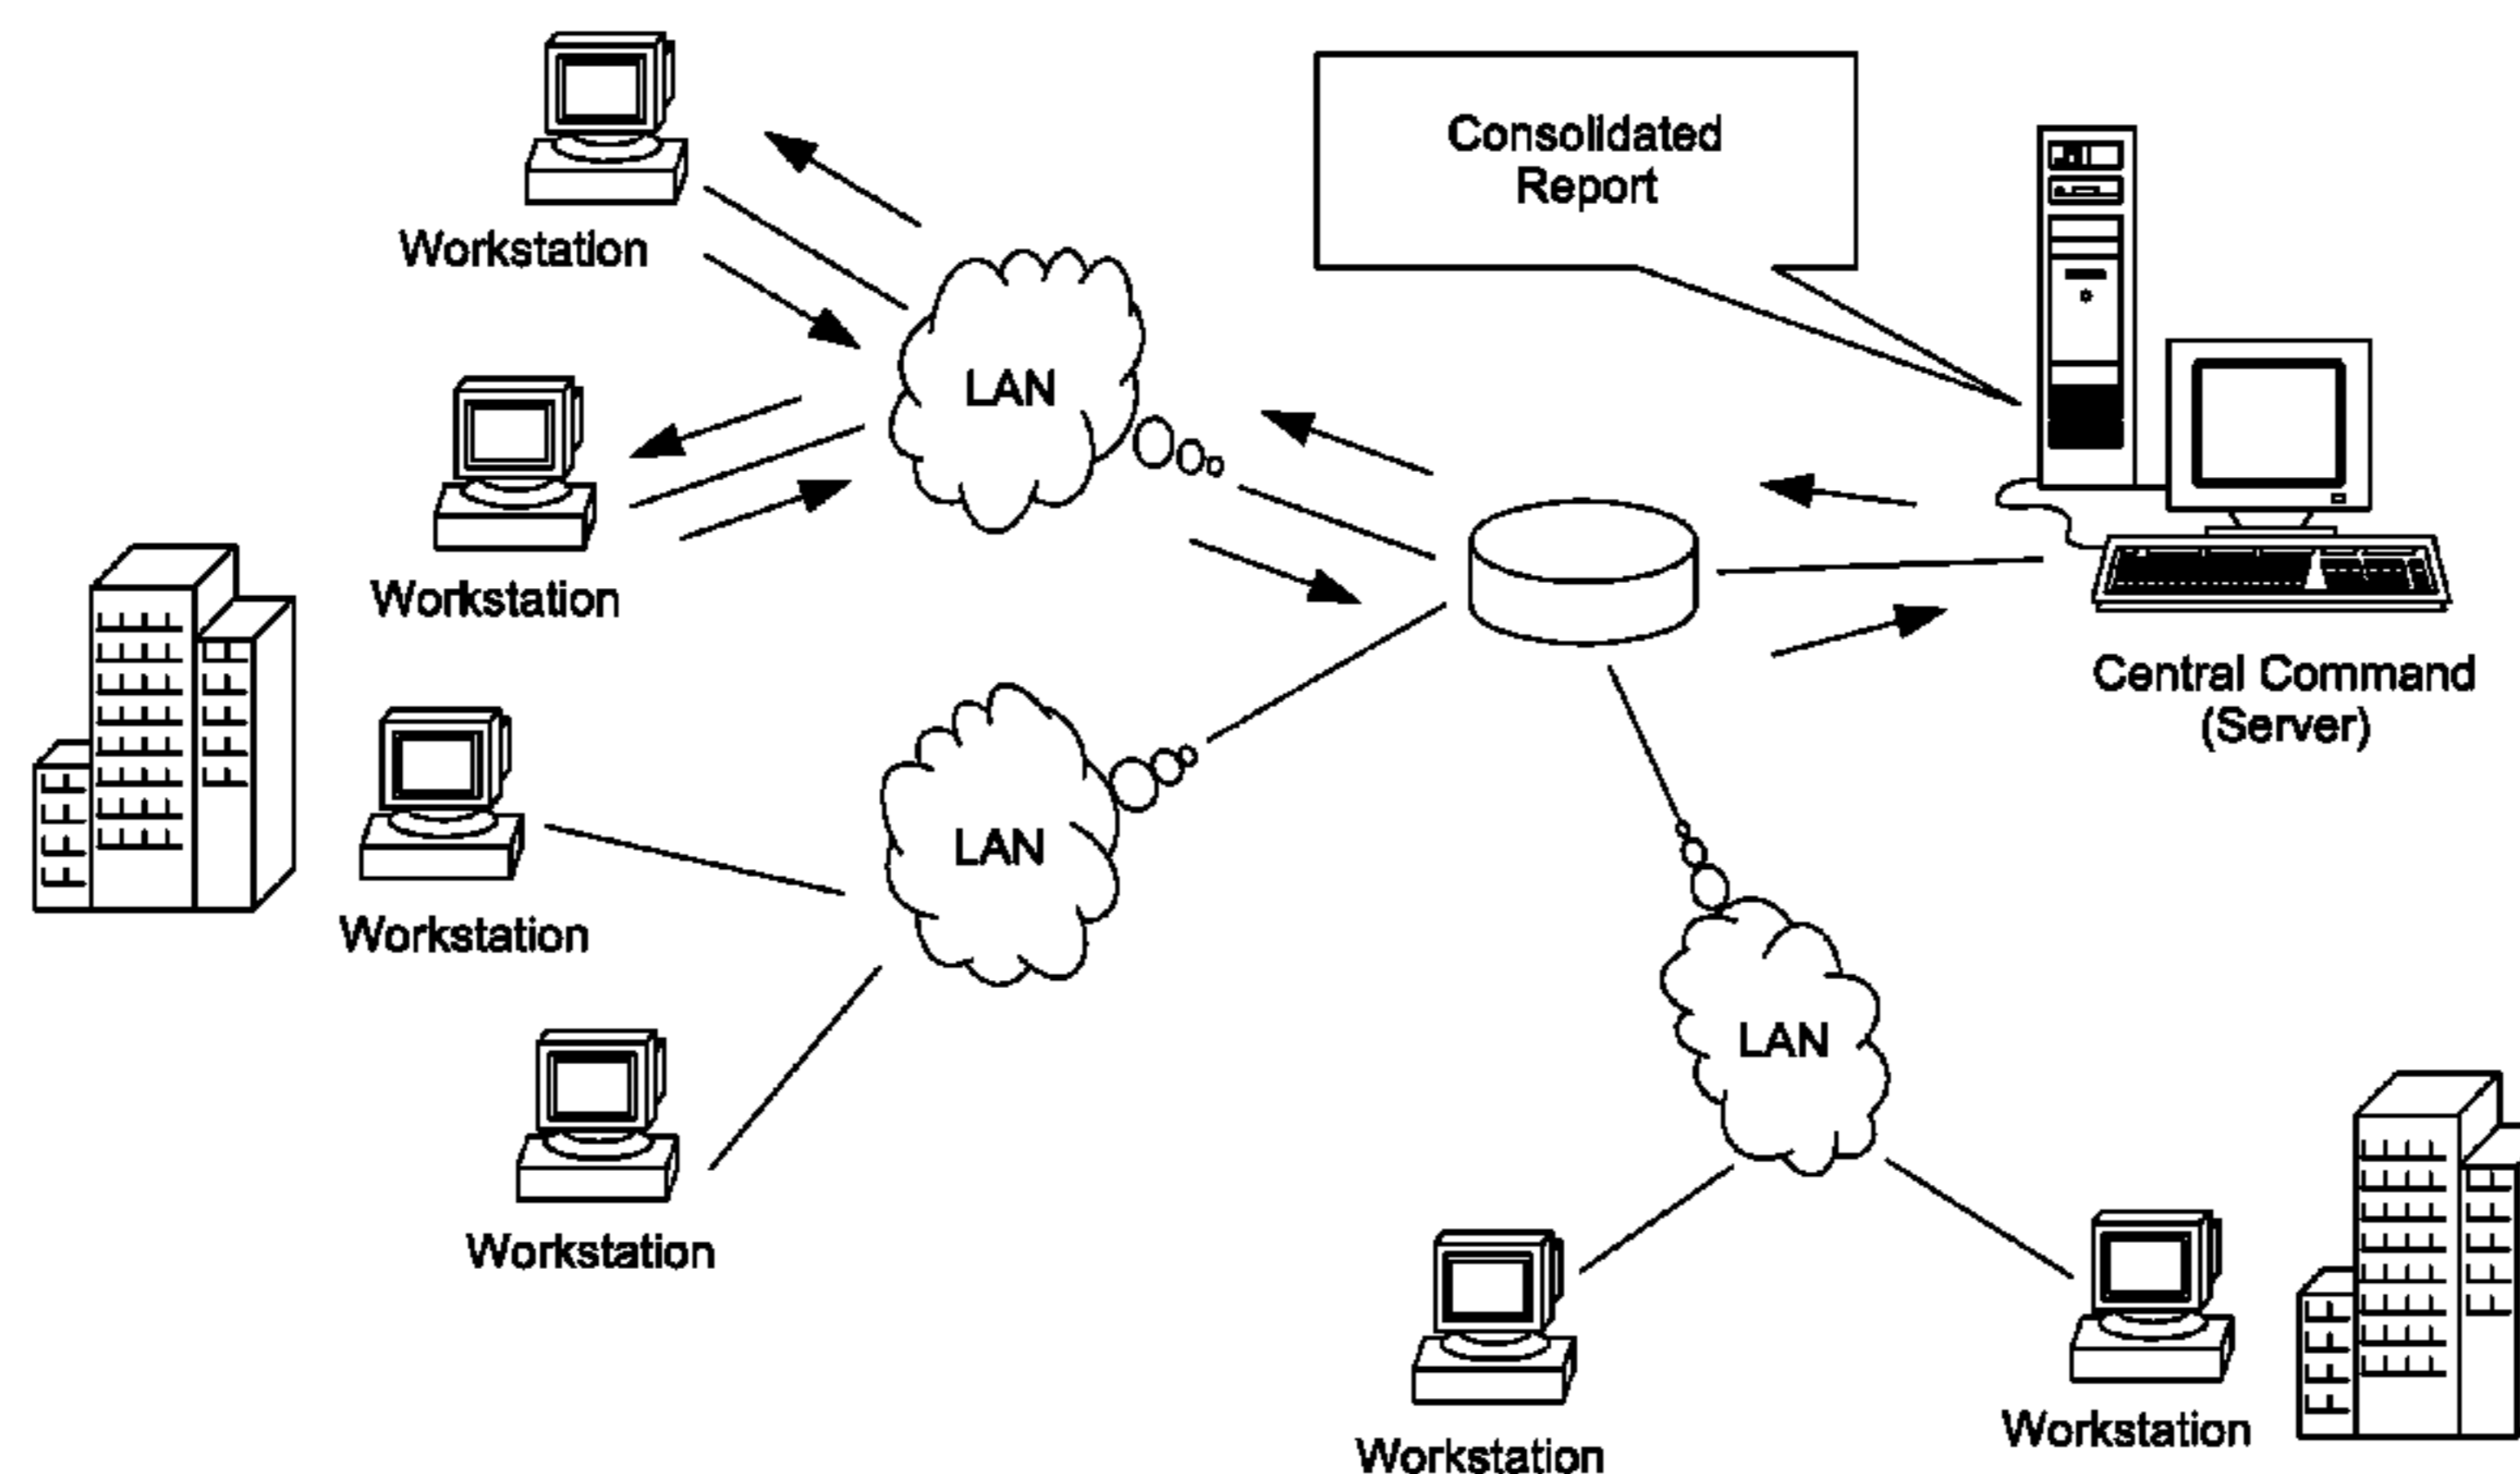 Workstation
Consolidated
Report
LAN
Workstation
Central Command
(Server)
LAN
Workstation
LAN
Workstation
Workstation
Workstation